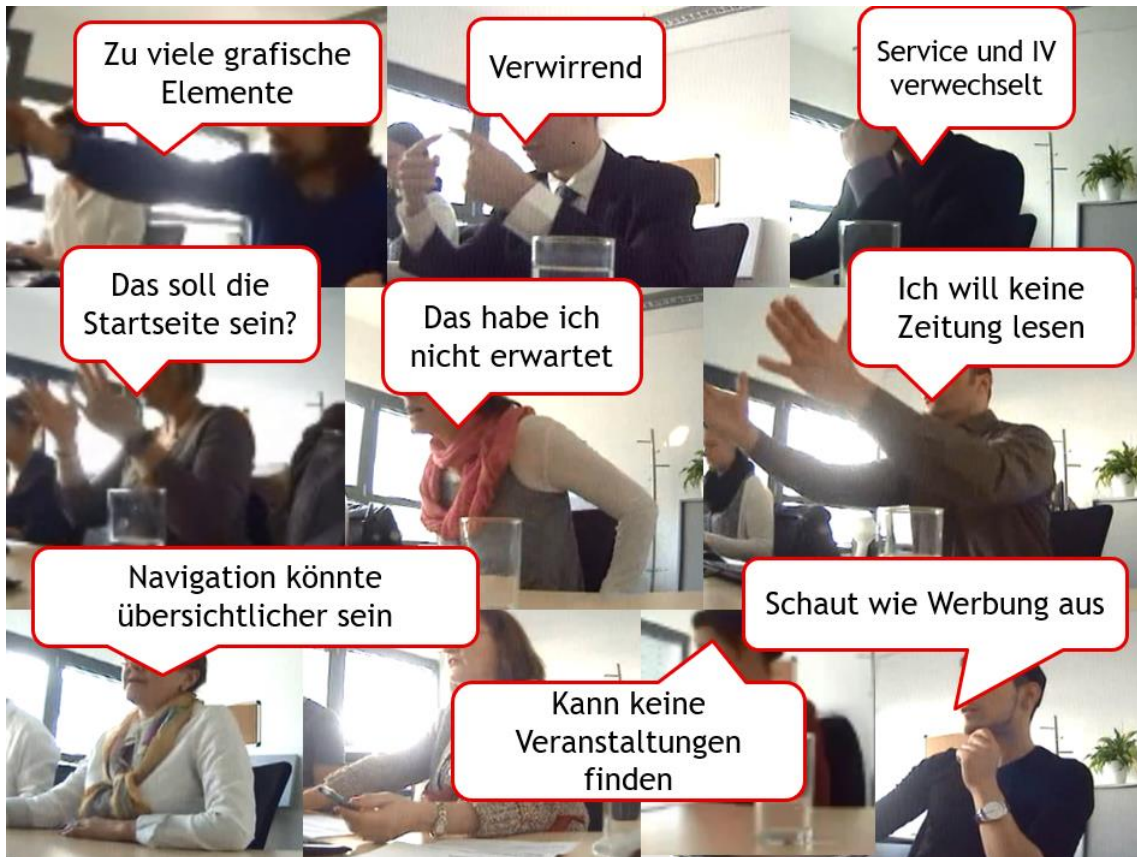 Zu viele grafische
Elemente
Verwirrend
Service und IV
verwechselt
Das soll die
Startseite sein?
Das habe ich
nicht erwartet
Ich will keine
Zeitung lesen
Navigation könnte
übersichtlicher sein
Kann keine
Veranstaltungen
finden
Schaut wie Werbung aus